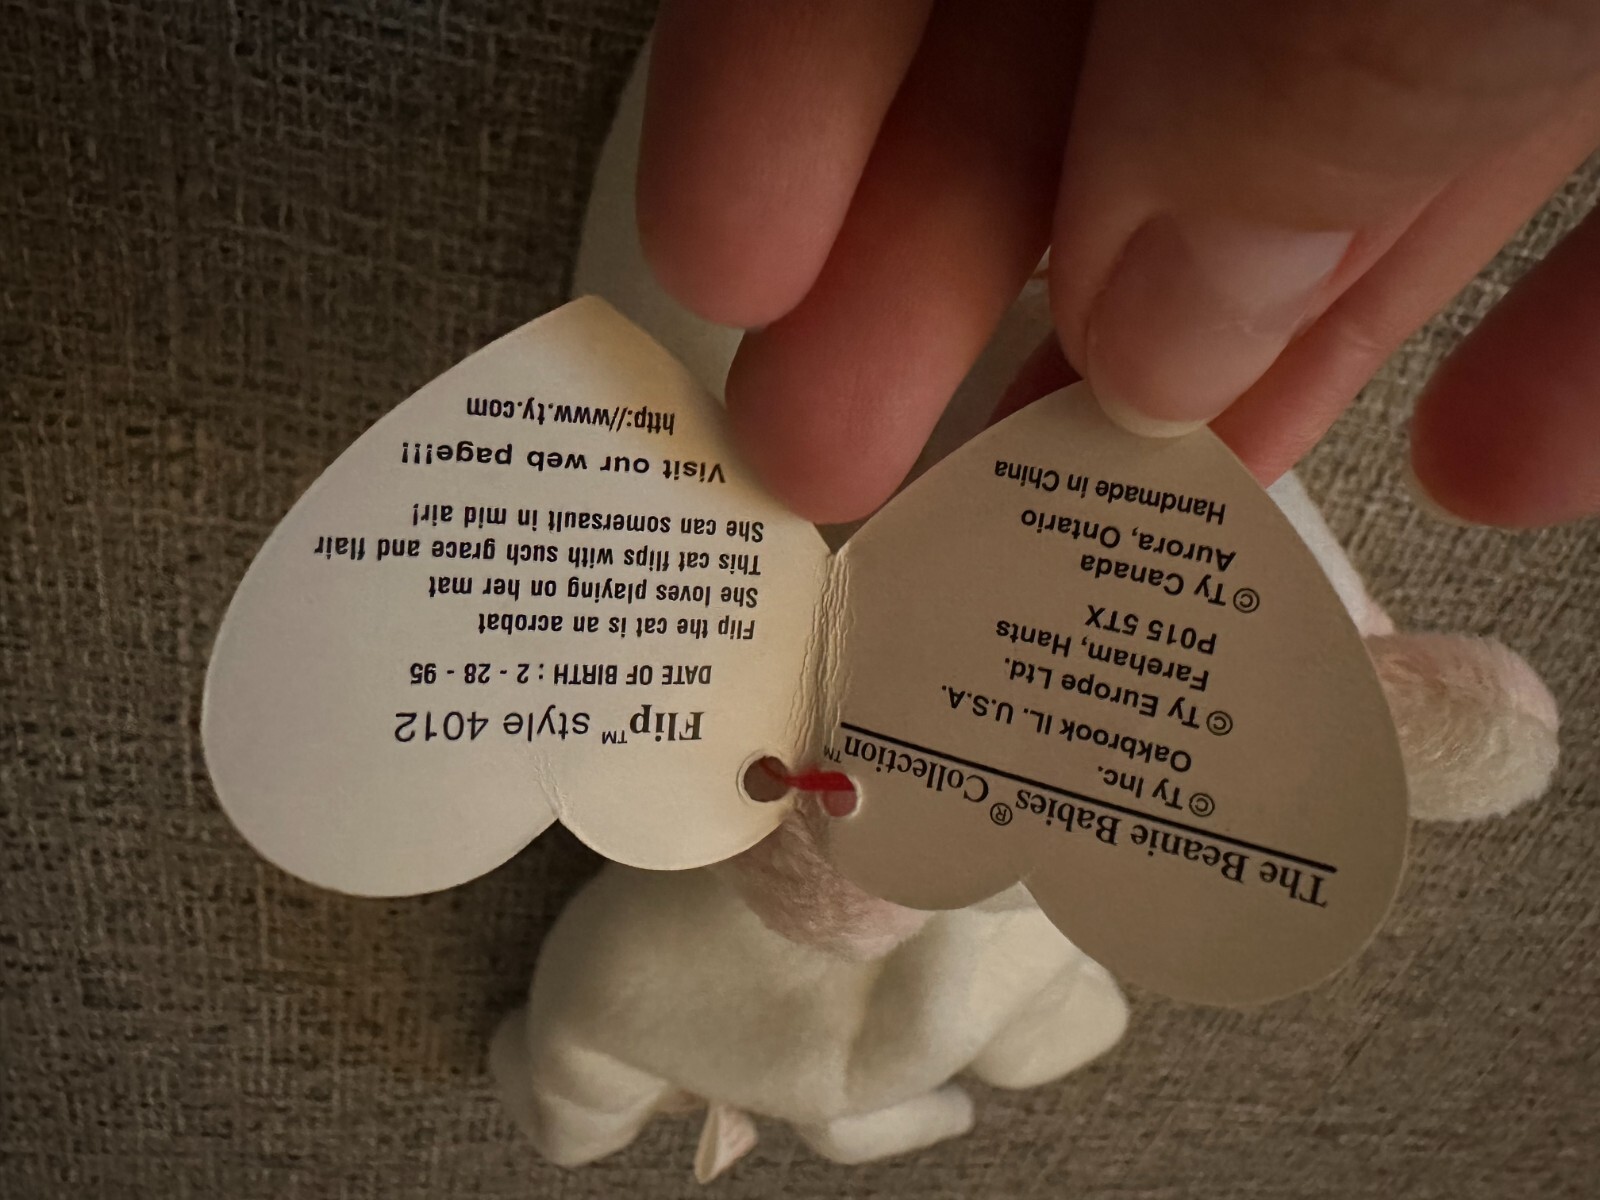 The Beanie Babies® Collection™
© Ty Inc.
Oakbrook IL. U.S.A.
© Ty Europe Ltd.
Fareham, Hants
P015 5TX
© Ty Canada
Aurora, Ontario
Handmade in China
Flip™ style 4012
DATE OF BIRTH : 2 - 28 - 95
Flip the cat is an acrobat
She loves playing on her mat
This cat flips with such grace and flair
She can somersault in mid air!
Visit our web page!!!
http://www.ty.com